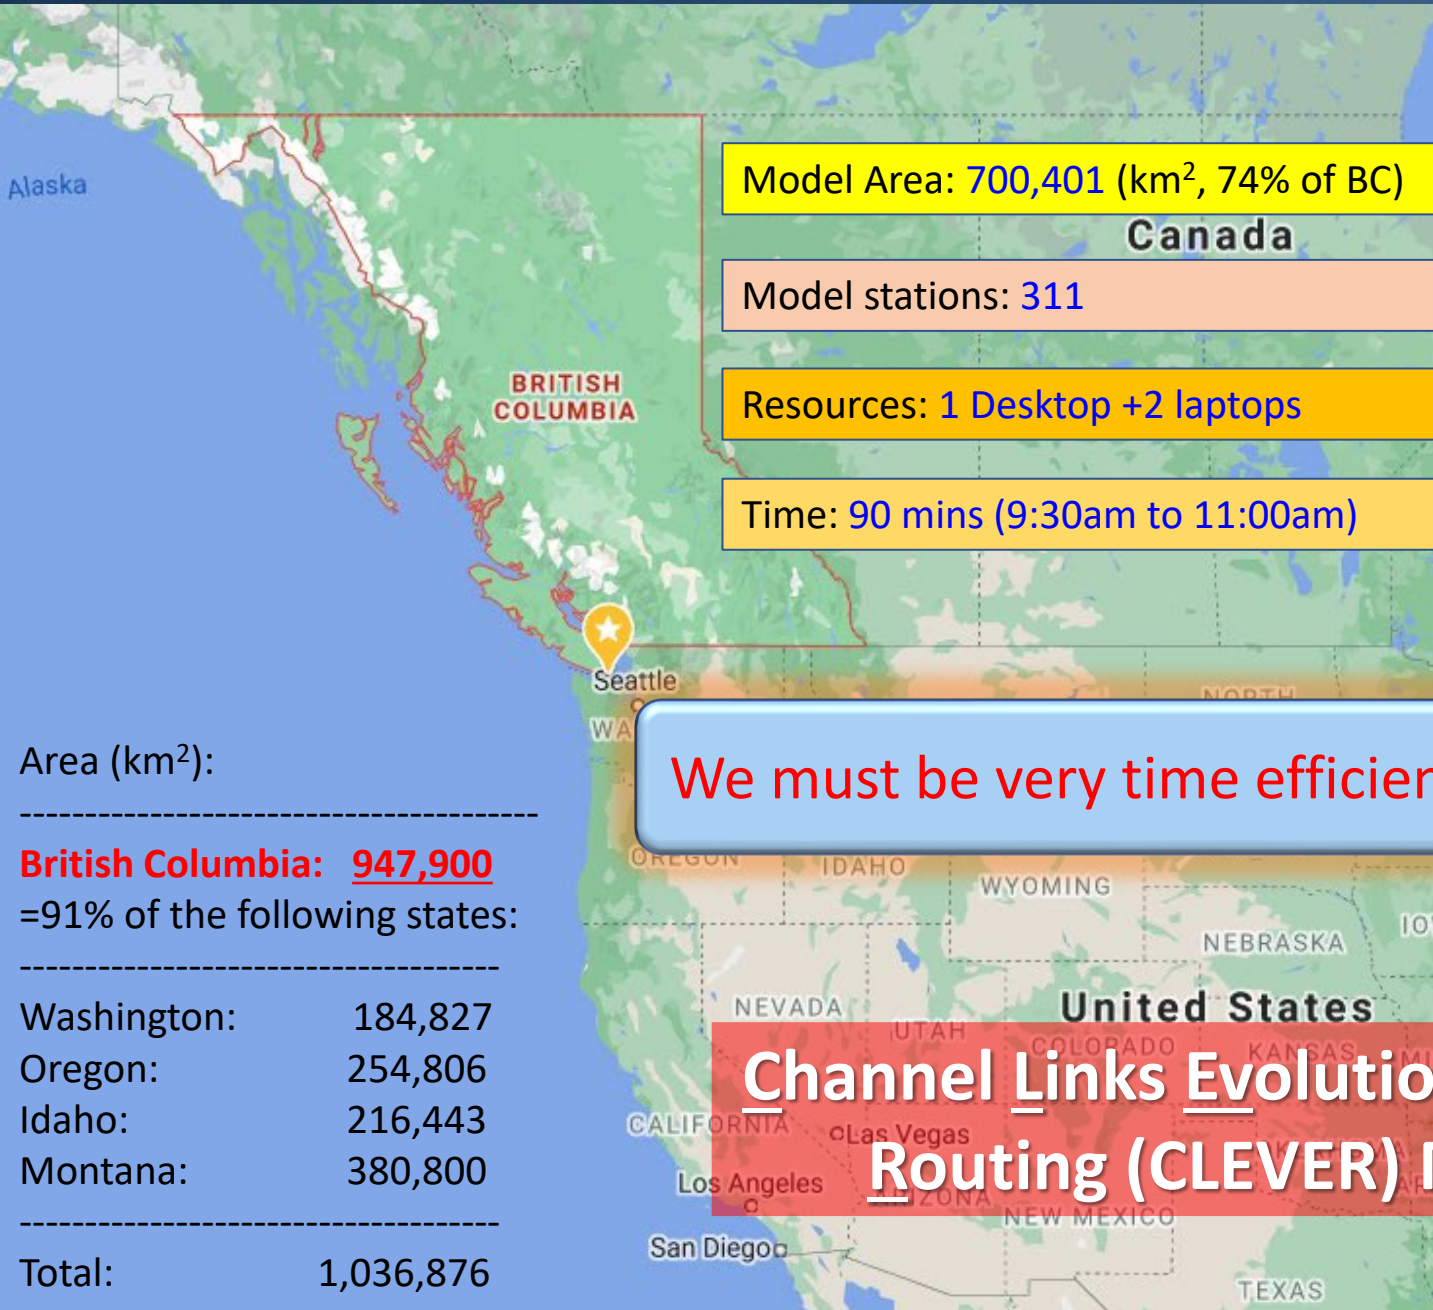 Alaska
Model Area: 700,401 (km², 74% of BC)
Canada
Model stations: 311
BRITISH
COLUMBIA
Resources: 1 Desktop +2 laptops
Time: 90 mins (9:30am to 11:00am)
Seattle
NORTH
WA
We must be very time efficien
OREGON
IDAHO
WYOMING
NEBRASKA
IO
NEVADA
UTAH
United States
COLORADO
KANSAS
Channel Links Evolutio
CALIFORNIA
Las Vegas
Routing (CLEVER)
Los Angeles
ARIZONA
NEW MEXICO
San Diego
TEXAS
Area (km²):
----------------------------------------
British Columbia: 947,900
=91% of the following states:
-------------------------------------
Washington: 184,827
Oregon: 254,806
Idaho: 216,443
Montana: 380,800
-------------------------------------
Total: 1,036,876